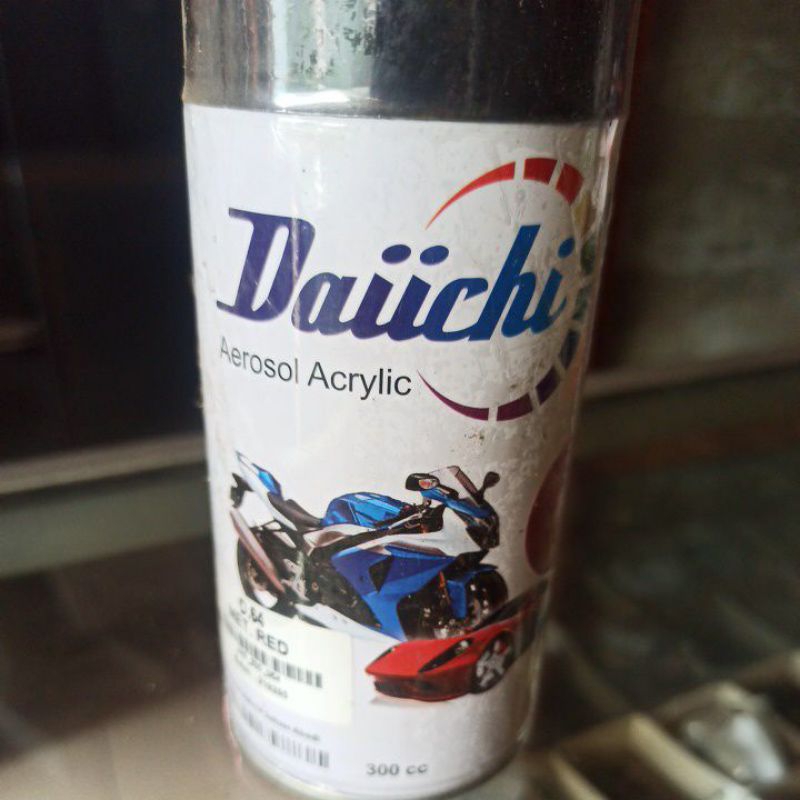 Daiichi
Aerosol Acrylic
RED
300 cc